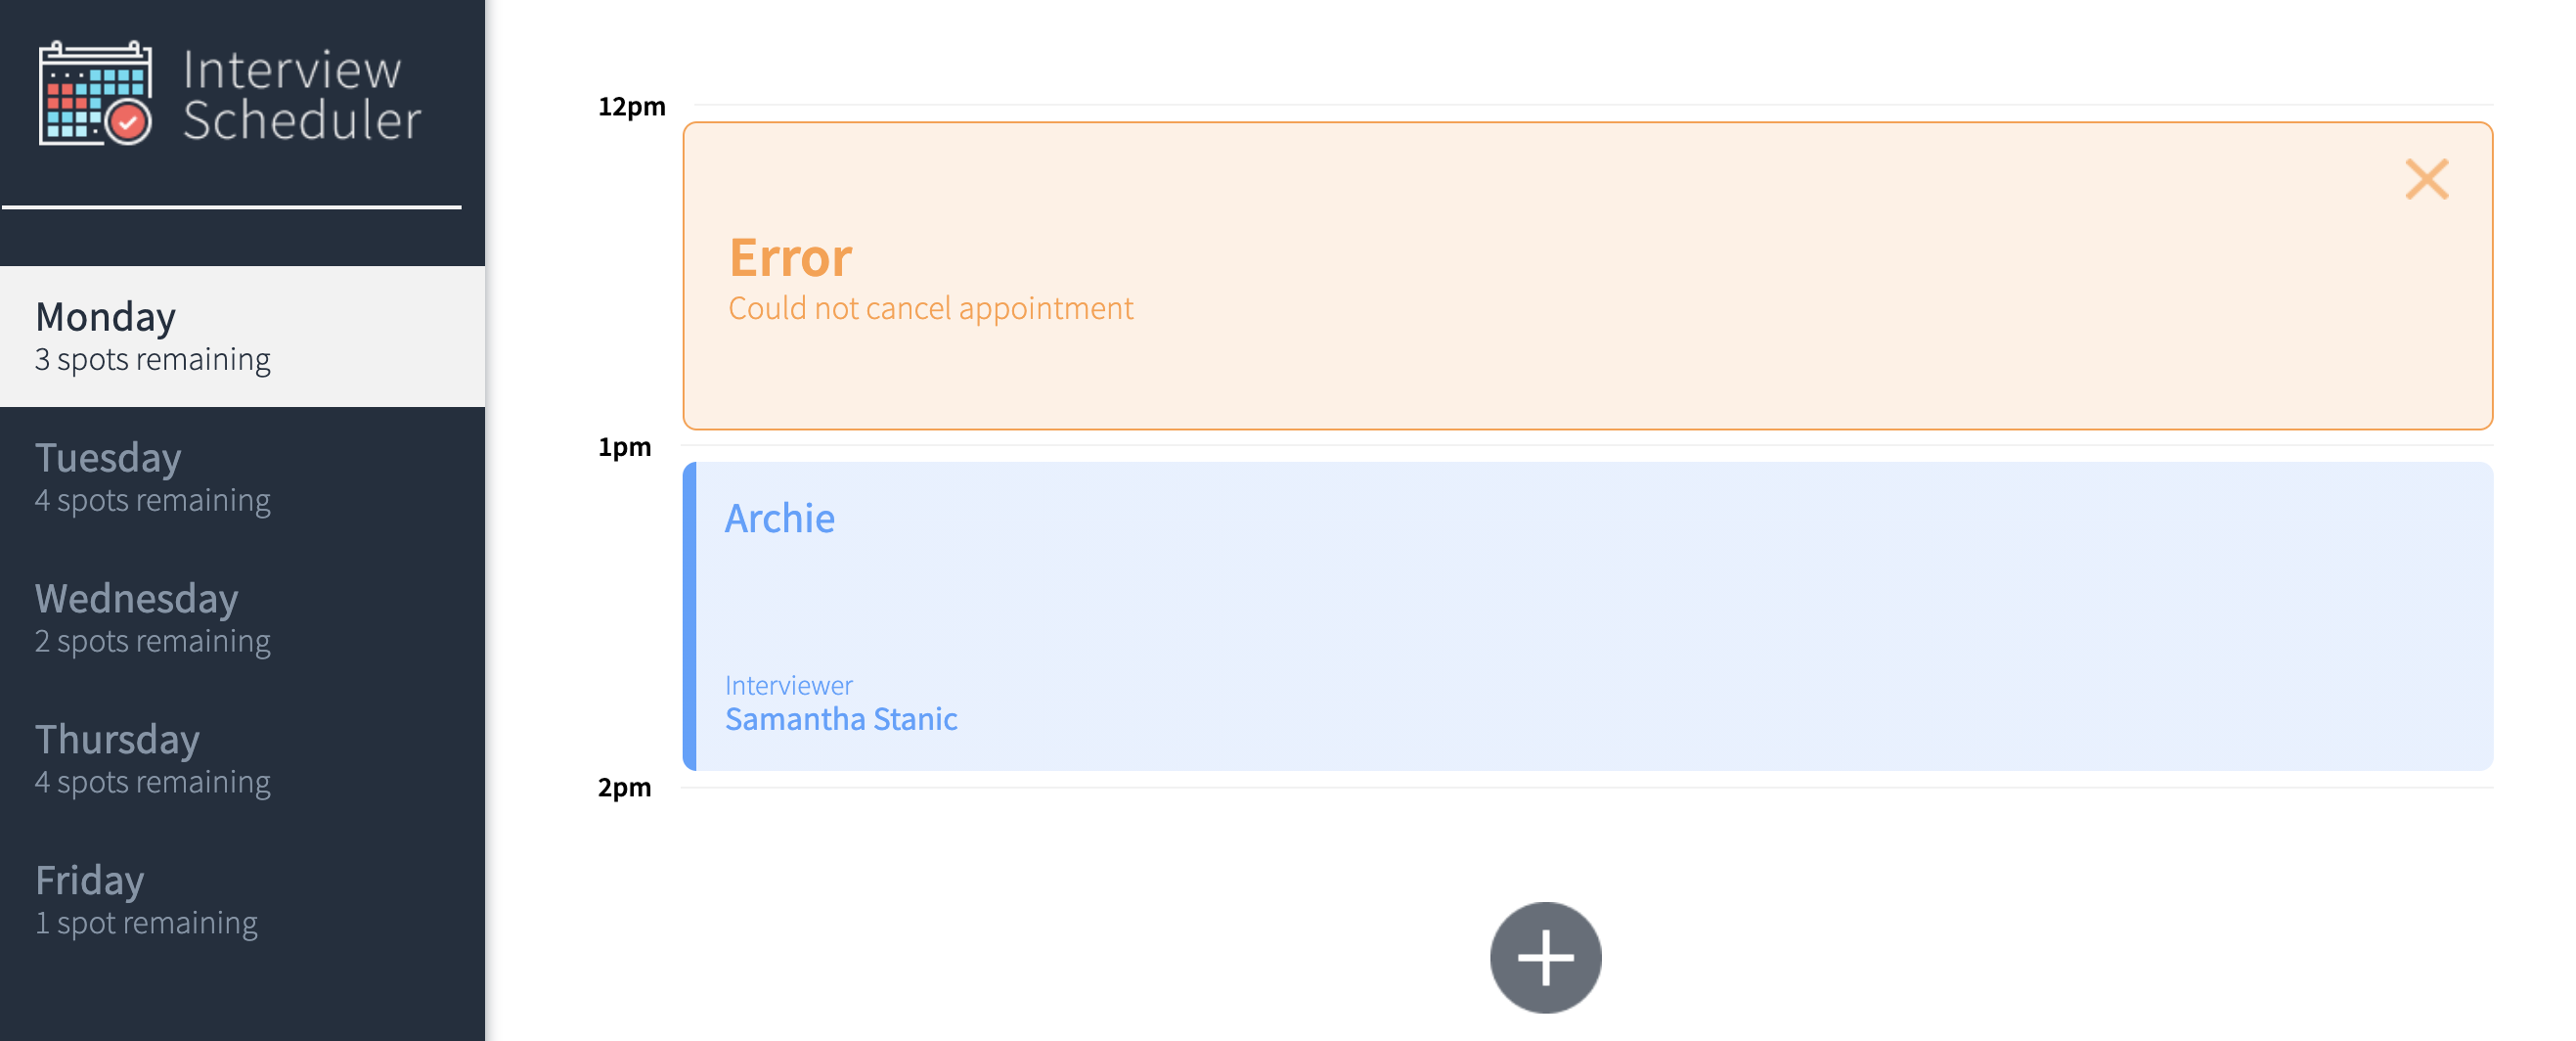 Interview
Scheduler
Monday
3 spots remaining
Tuesday
4 spots remaining
Wednesday
2 spots remaining
Thursday
4 spots remaining
Friday
1 spot remaining
12pm
Error
Could not cancel appointment
1pm
Archie
Interviewer
Samantha Stanic
2pm